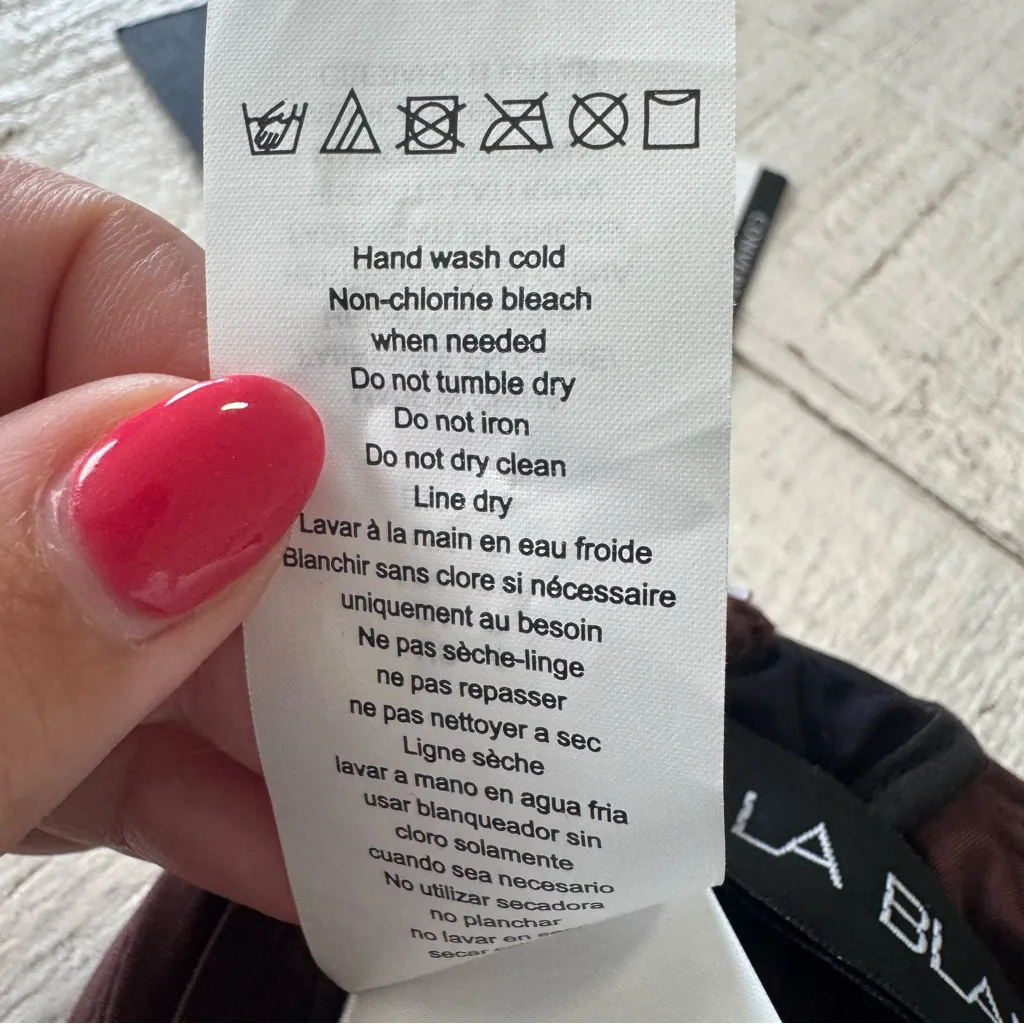 Hand wash cold
Non-chlorine bleach
when needed
Do not tumble dry
Do not iron
Do not dry clean
Line dry
Lavar à la main en eau froide
Blanchir sans clore si nécessaire
uniquement au besoin
Ne pas sèche-linge
ne pas repasser
ne pas nettoyer a sec
Ligne sèche
lavar a mano en agua fria
usar blanqueador sin
cloro solamente
cuando sea necesario
No utilizar secadora
no planchar
no lavar en
LA